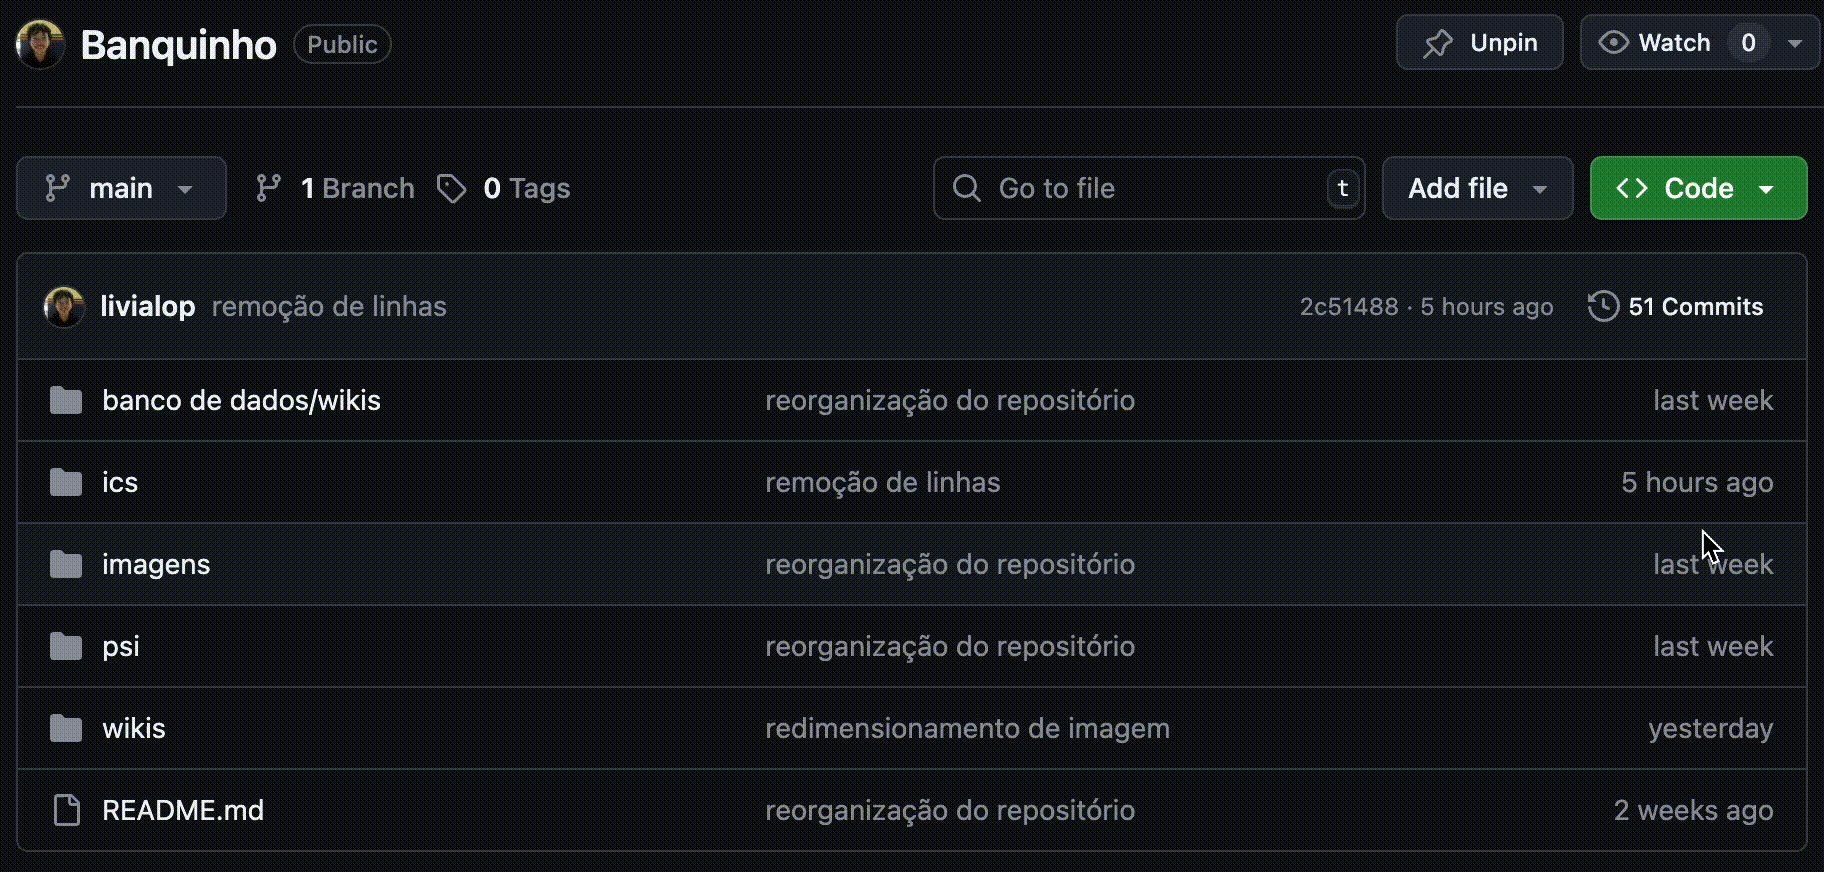 Banquinho Public Unpin Watch 0
main 1 Branch 0 Tags Go to file t Add file Code
livialop remoção de linhas 2c51488 · 5 hours ago 51 Commits
banco de dados/wikis reorganização do repositório last week
ics remoção de linhas 5 hours ago
imagens reorganização do repositório last week
psi reorganização do repositório last week
wikis redimensionamento de imagem yesterday
README.md reorganização do repositório 2 weeks ago